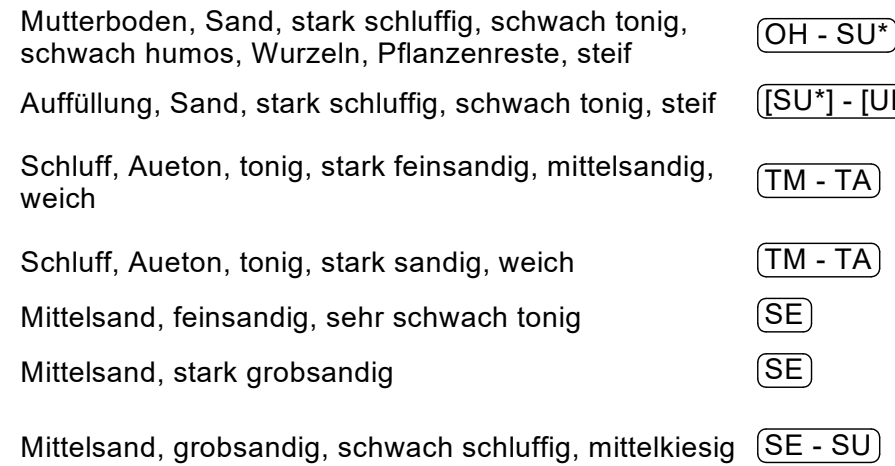 Mutterboden, Sand, stark schluffig, schwach tonig,
schwach humos, Wurzeln, Pflanzenreste, steif
OH - SU*
Auffüllung, Sand, stark schluffig, schwach tonig, steif
[SU*] - [U
Schluff, Aueton, tonig, stark feinsandig, mittelsandig,
weich
TM - TA
Schluff, Aueton, tonig, stark sandig, weich
TM - TA
Mittelsand, feinsandig, sehr schwach tonig
SE
Mittelsand, stark grobsandig
SE
Mittelsand, grobsandig, schwach schluffig, mittelkiesig
SE - SU